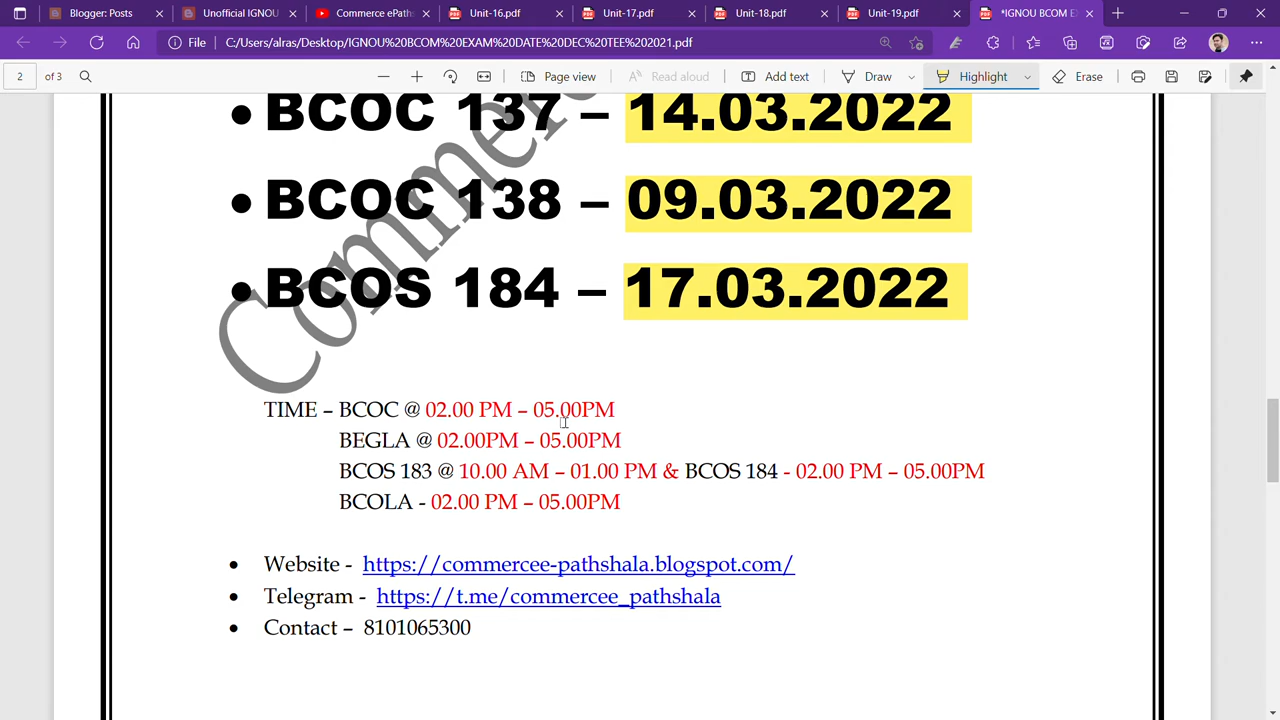 Blogger: Posts
Unofficial IGNOU
Commerce ePath
Unit-16.pdf
Unit-17.pdf
Unit-18.pdf
Unit-19.pdf
*IGNOU BCOM E
File
C:/Users/alras/Desktop/IGNOU%20BCOM%20EXAM%20DATE%20DEC%20TEE%202021.pdf
2 of 3
Page view
Read aloud
Add text
Draw
Highlight
Erase
• BCOC 137 – 14.03.2022
• BCOC 138 – 09.03.2022
• BCOS 184 – 17.03.2022
Comme
TIME – BCOC @ 02.00 PM – 05.00PM
BEGLA @ 02.00PM – 05.00PM
BCOS 183 @ 10.00 AM – 01.00 PM & BCOS 184 - 02.00 PM – 05.00PM
BCOLA - 02.00 PM – 05.00PM
• Website - https://commercee-pathshala.blogspot.com/
• Telegram - https://t.me/commercee_pathshala
• Contact – 8101065300